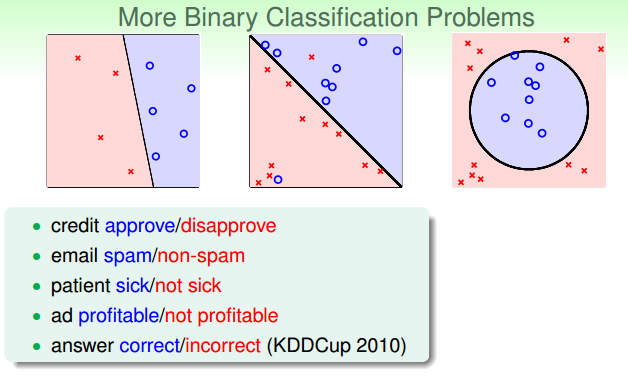 More Binary Classification Problems
• credit approve/disapprove
• email spam/non-spam
• patient sick/not sick
• ad profitable/not profitable
• answer correct/incorrect (KDDCup 2010)